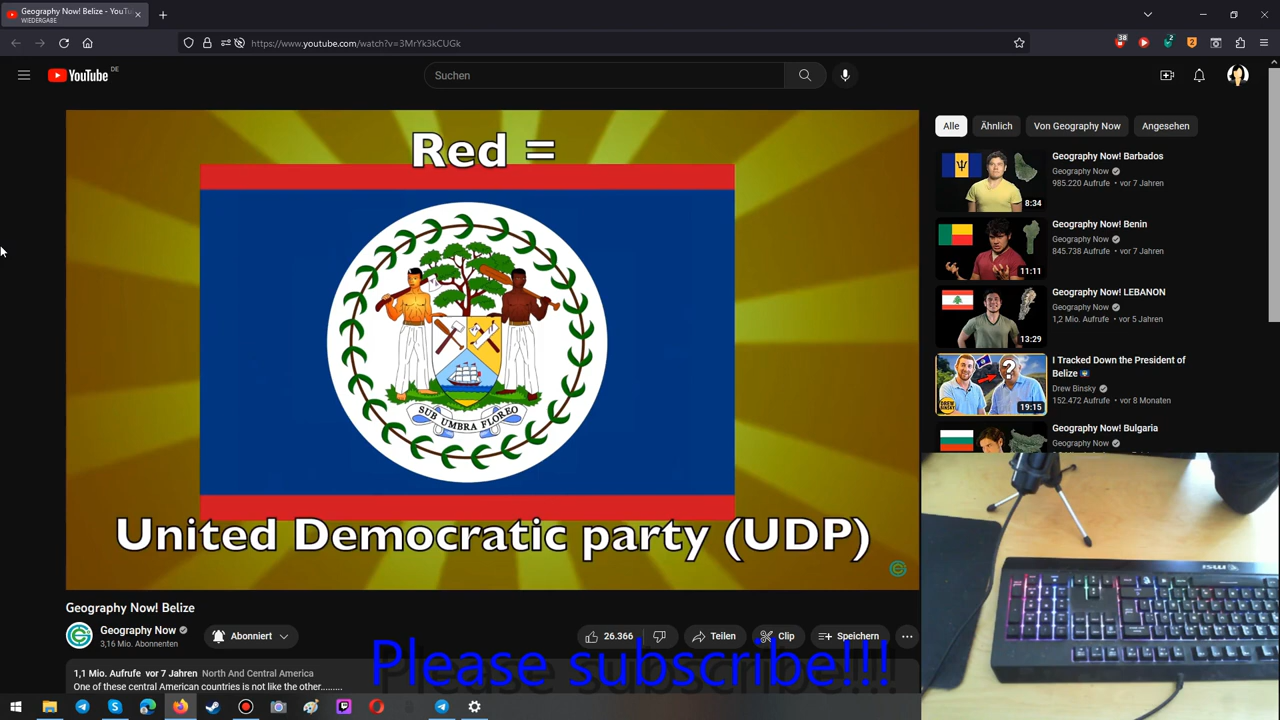 Geography Now! Belize - YouTu
WIEDERGABE
https://www.youtube.com/watch?v=3MrYk3kCUGk
38
2
2
YouTube DE
Suchen
Red =
SUB UMBRA FLOREO
United Democratic party (UDP)
Geography Now! Belize
Geography Now
3,16 Mio. Abonnenten
Abonniert
26.366
Teilen
Clip
Speichern
1,1 Mio. Aufrufe vor 7 Jahren North And Central America
One of these central American countries is not like the other.........
Please subscribe!!!
Alle
Ähnlich
Von Geography Now
Angesehen
8:34
Geography Now! Barbados
Geography Now
985.220 Aufrufe • vor 7 Jahren
11:11
Geography Now! Benin
Geography Now
845.738 Aufrufe • vor 7 Jahren
13:29
Geography Now! LEBANON
Geography Now
1,2 Mio. Aufrufe • vor 5 Jahren
DREW BINSKY
?
19:15
I Tracked Down the President of
Belize
Drew Binsky
152.472 Aufrufe • vor 8 Monaten
Geography Now! Bulgaria
Geography Now